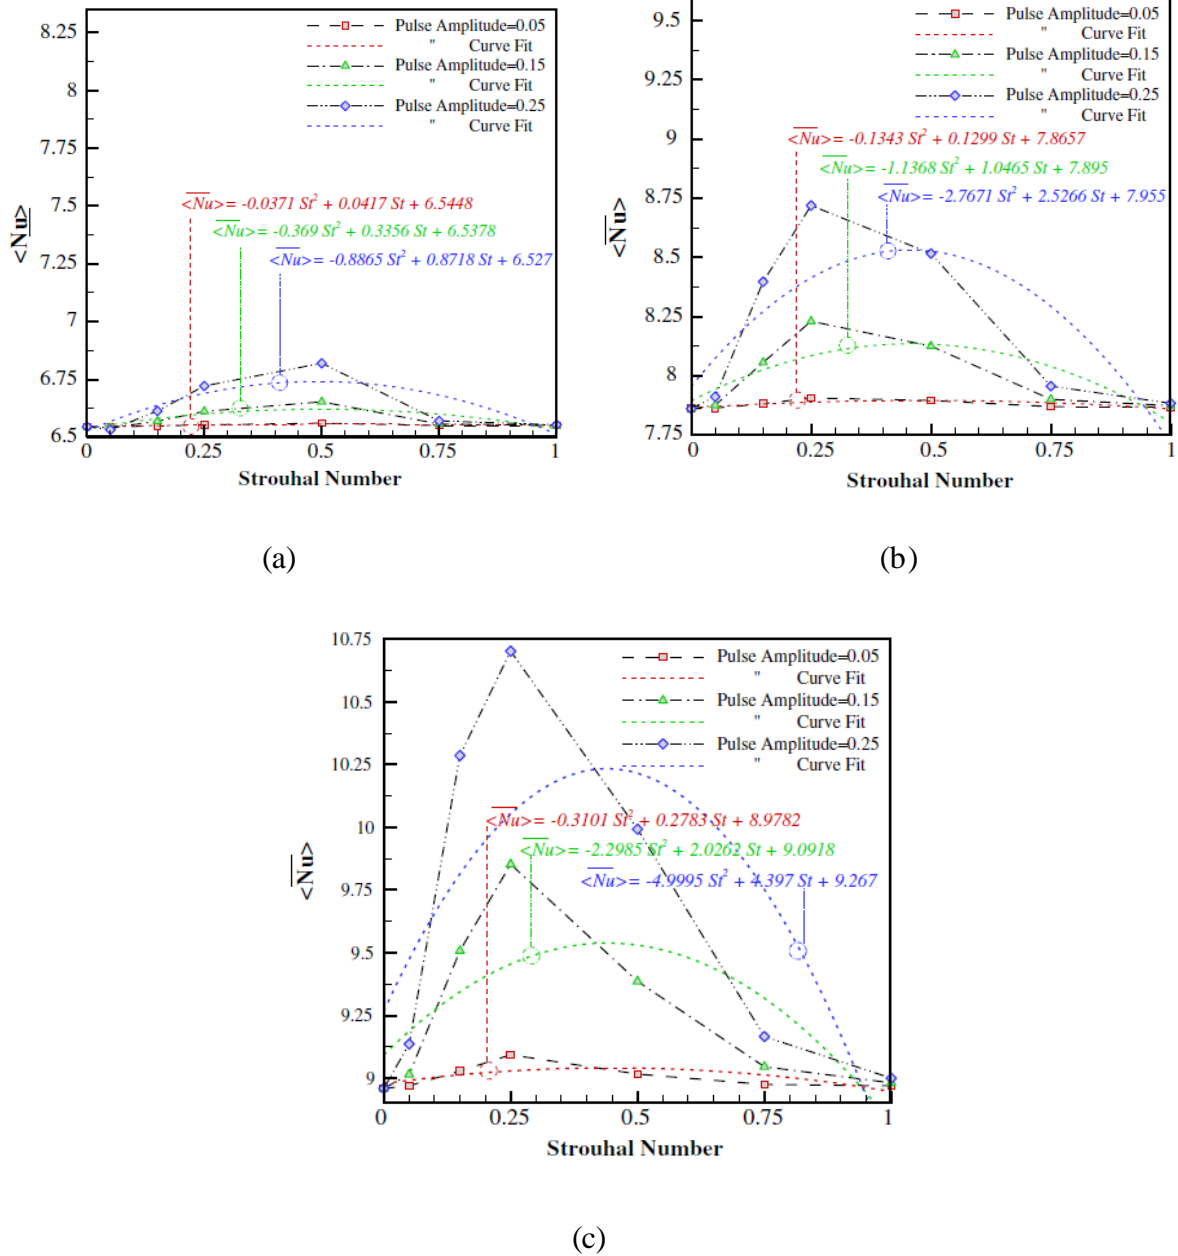 8.25
8
7.75
7.5
7.25
7
6.75
6.5
<Nu>
Pulse Amplitude=0.05
" Curve Fit
Pulse Amplitude=0.15
" Curve Fit
Pulse Amplitude=0.25
" Curve Fit
<Nu>= -0.0371 St² + 0.0417 St + 6.5448
<Nu>= -0.369 St² + 0.3356 St + 6.5378
<Nu>= -0.8865 St² + 0.8718 St + 6.527
0 0.25 0.5 0.75 1
Strouhal Number
(a)
9.5
9.25
9
8.75
8.5
8.25
8
7.75
<Nu>
Pulse Amplitude=0.05
" Curve Fit
Pulse Amplitude=0.15
" Curve Fit
Pulse Amplitude=0.25
" Curve Fit
<Nu>= -0.1343 St² + 0.1299 St + 7.8657
<Nu>= -1.1368 St² + 1.0465 St + 7.895
<Nu>= -2.7671 St² + 2.5266 St + 7.955
0 0.25 0.5 0.75 1
Strouhal Number
(b)
10.75
10.5
10.25
10
9.75
9.5
9.25
9
<Nu>
Pulse Amplitude=0.05
" Curve Fit
Pulse Amplitude=0.15
" Curve Fit
Pulse Amplitude=0.25
" Curve Fit
<Nu>= -0.3101 St² + 0.2783 St + 8.9782
<Nu>= -2.2985 St² + 2.0262 St + 9.0918
<Nu>= -4.9995 St² + 4.397 St + 9.267
0 0.25 0.5 0.75 1
Strouhal Number
(c)